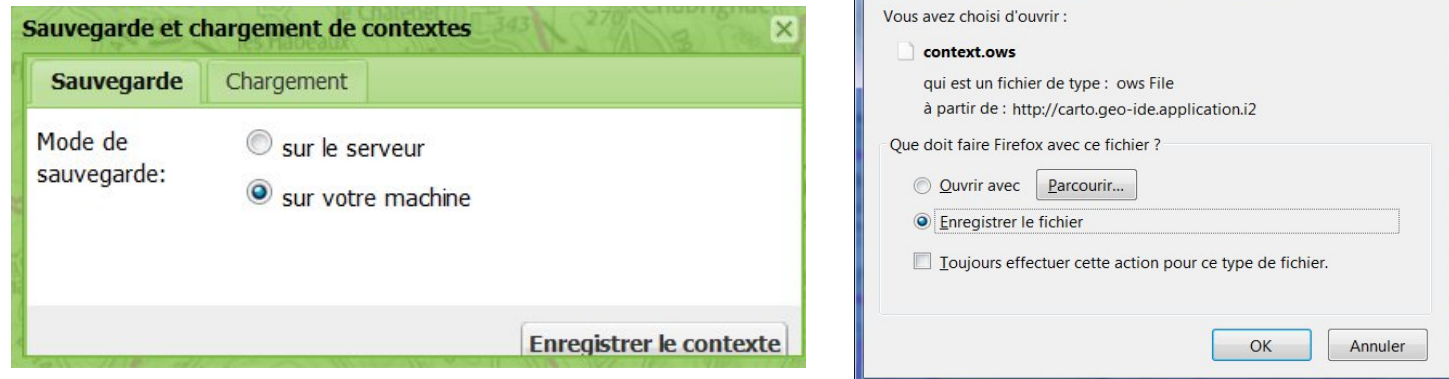 Sauvegarde et chargement de contextes
Sauvegarde
Chargement
Mode de
sauvegarde:
sur le serveur
sur votre machine
Enregistrer le contexte
Vous avez choisi d'ouvrir :
context.ows
qui est un fichier de type : ows File
à partir de : http://carto.geo-ide.application.i2
Que doit faire Firefox avec ce fichier ?
Ouvrir avec
Parcourir...
Enregistrer le fichier
Toujours effectuer cette action pour ce type de fichier.
OK
Annuler